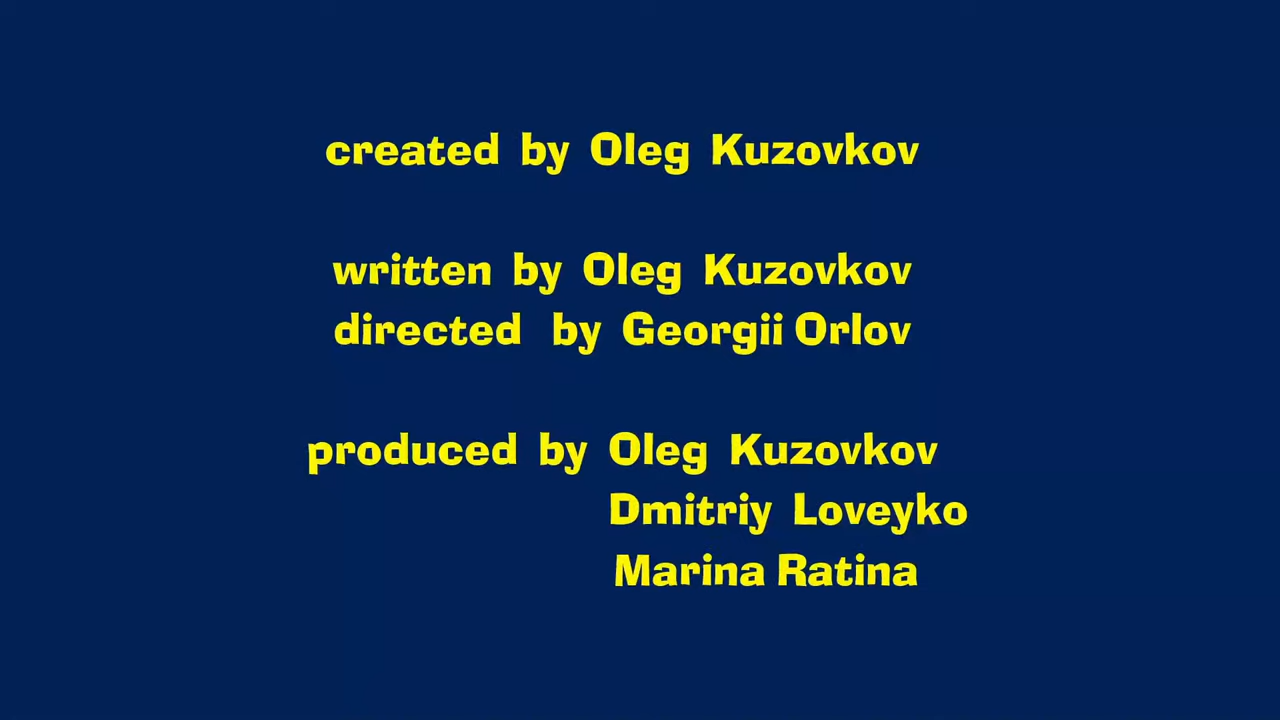 created by Oleg Kuzovkov
written by Oleg Kuzovkov
directed by Georgii Orlov
produced by Oleg Kuzovkov
Dmitriy Loveyko
Marina Ratina